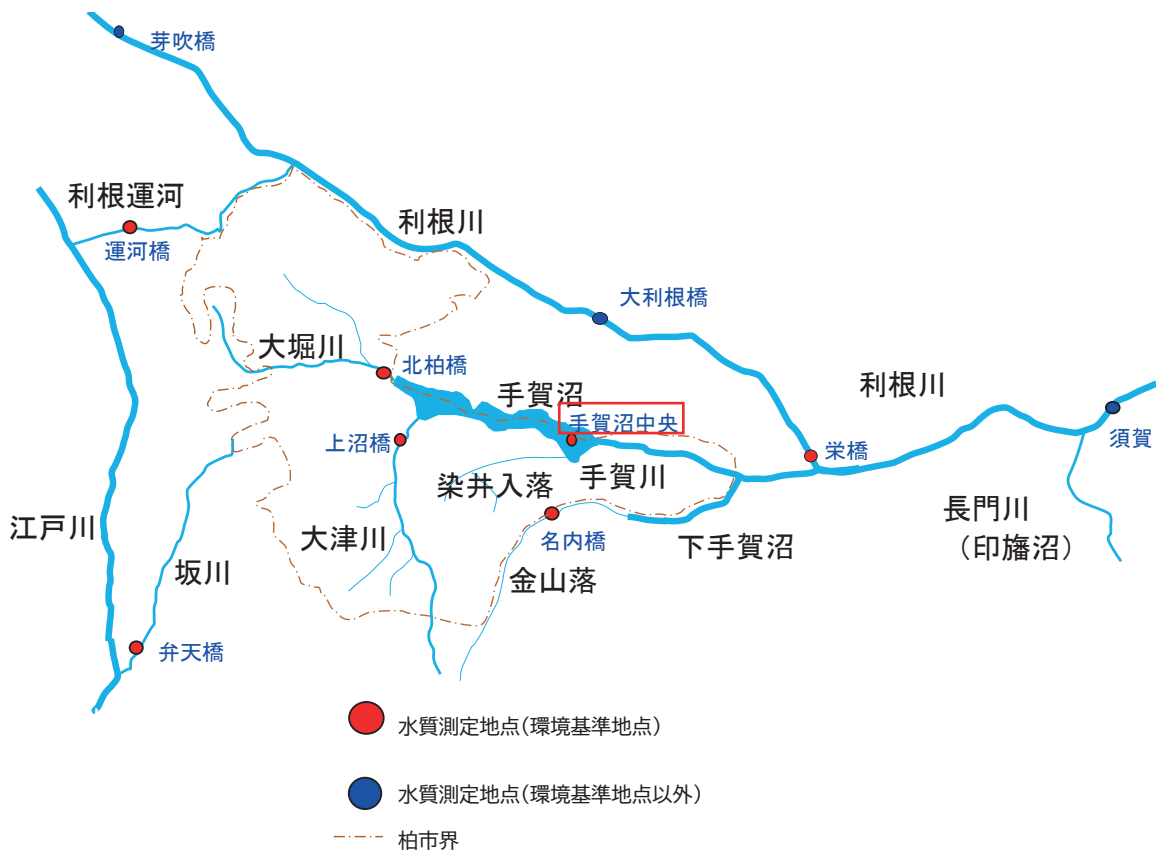 芽吹橋
利根運河
運河橋
利根川
大利根橋
大堀川
北柏橋
手賀沼
手賀沼中央
利根川
須賀
上沼橋
栄橋
手賀川
染井入落
江戸川
大津川
名内橋
下手賀沼
長門川
(印旛沼)
坂川
金山落
弁天橋
水質測定地点(環境基準地点)
水質測定地点(環境基準地点以外)
柏市界